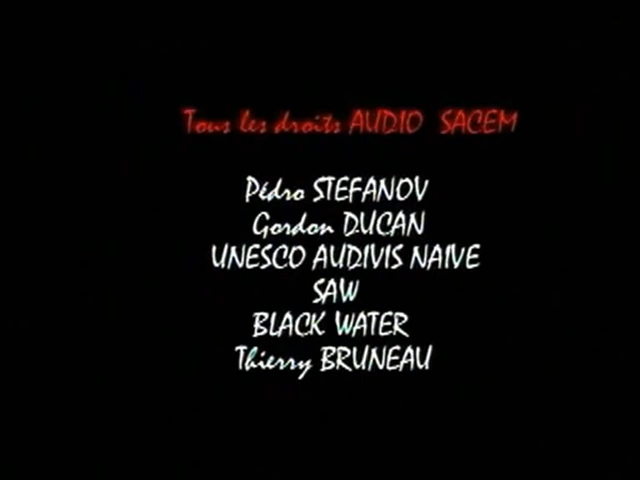 Tous les droits AUDIO SACEM
Pédro STEFANOV
Gordon DUCAN
UNESCO AUDIVIS NAIVE
SAW
BLACK WATER
Thierry BRUNEAU